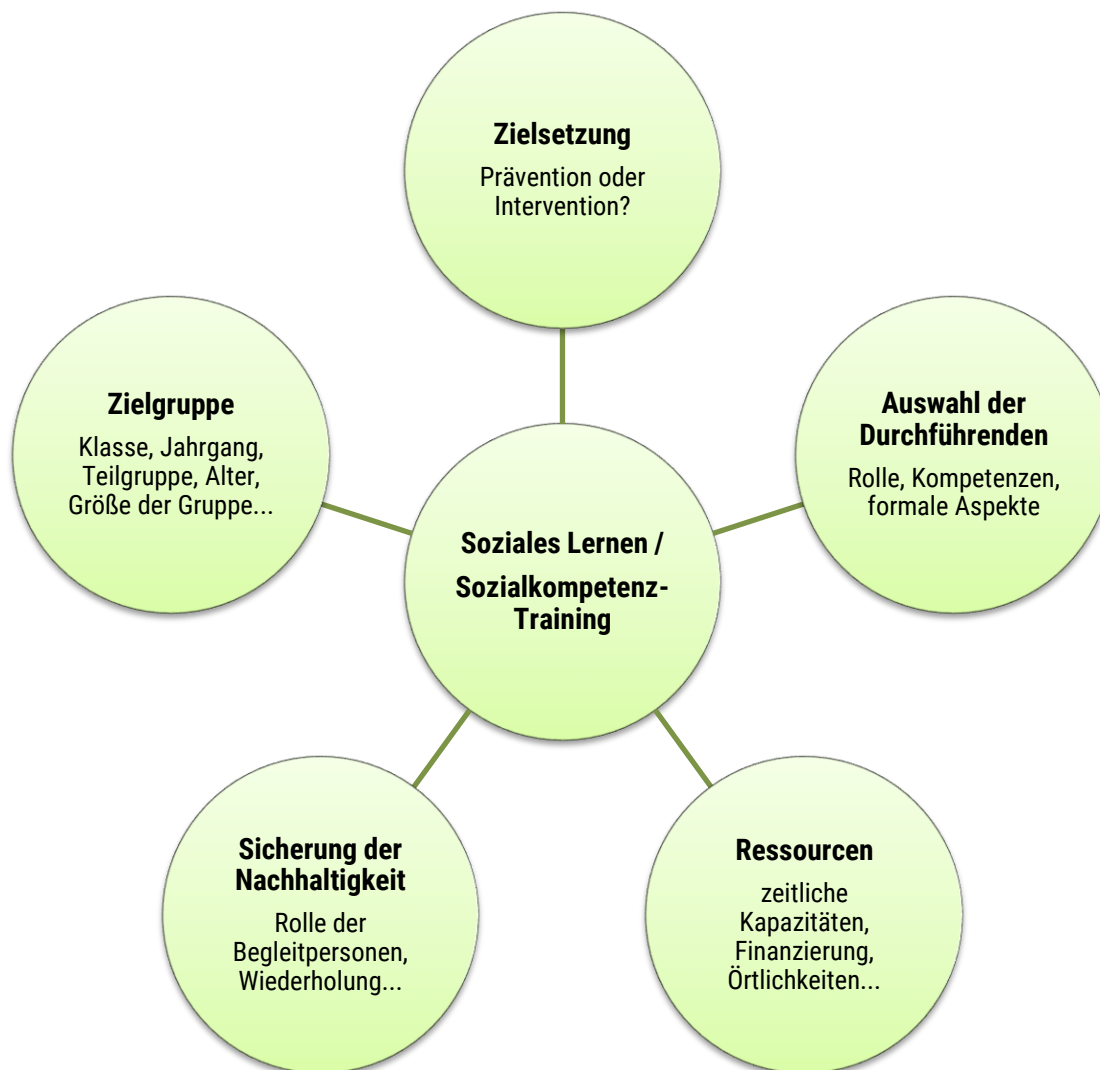 Zielsetzung
Prävention oder
Intervention?
Zielgruppe
Klasse, Jahrgang,
Teilgruppe, Alter,
Größe der Gruppe...
Auswahl der
Durchführenden
Rolle, Kompetenzen,
formale Aspekte
Soziales Lernen /
Sozialkompetenz-
Training
Sicherung der
Nachhaltigkeit
Rolle der
Begleitpersonen,
Wiederholung...
Ressourcen
zeitliche
Kapazitäten,
Finanzierung,
Örtlichkeiten...